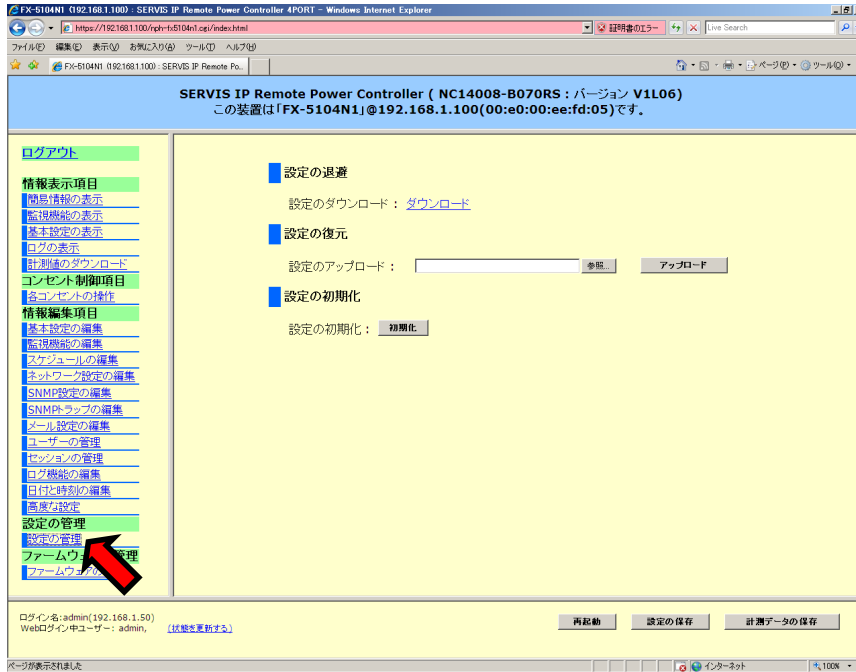 FX-5104N1 (192.168.1.100) : SERVIS IP Remote Power Controller 4PORT - Windows Internet Explorer
https://192.168.1.100/nph-fx5104n1.cgi/index.html
証明書のエラー
Live Search
ファイル(F) 編集(E) 表示(V) お気に入り(A) ツール(T) ヘルプ(H)
FX-5104N1 (192.168.1.100) : SERVIS IP Remote Po...
ページ(P) ツール(O)
SERVIS IP Remote Power Controller ( NC14008-B070RS : バージョン V1L06)
この装置は「FX-5104N1」@192.168.1.100(00:e0:00:ee:fd:05)です。
ログアウト
情報表示項目
簡易情報の表示
監視機能の表示
基本設定の表示
ログの表示
計測値のダウンロード
コンセント制御項目
各コンセントの操作
情報編集項目
基本設定の編集
監視機能の編集
スケジュールの編集
ネットワーク設定の編集
SNMP設定の編集
SNMPトラップの編集
メール設定の編集
ユーザーの管理
セッションの管理
ログ機能の編集
日付と時刻の編集
高度な設定
設定の管理
設定の管理
ファームウ 管理
ファームウェアの
設定の退避
設定のダウンロード : ダウンロード
設定の復元
設定のアップロード : 参照... アップロード
設定の初期化
設定の初期化 : 初期化
ログイン名:admin(192.168.1.50)
Webログイン中ユーザー: admin, (状態を更新する)
再起動 設定の保存 計測データの保存
ページが表示されました
インターネット 100%